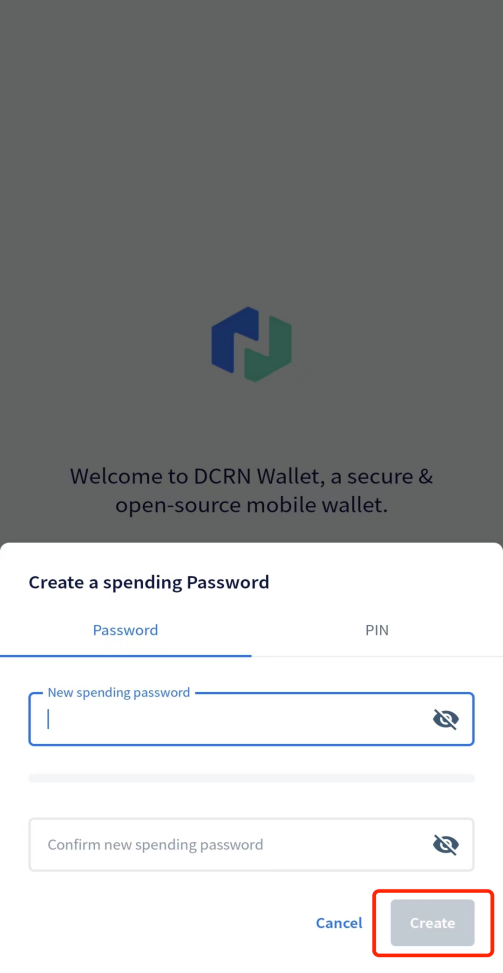 Welcome to DCRN Wallet, a secure &
open-source mobile wallet.
Create a spending Password
Password
PIN
New spending password
Confirm new spending password
Cancel
Create